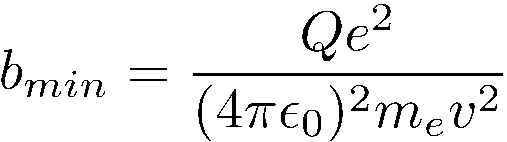 b_{min} = \frac{Qe^2}{(4\pi\epsilon_0)^2 m_e v^2}